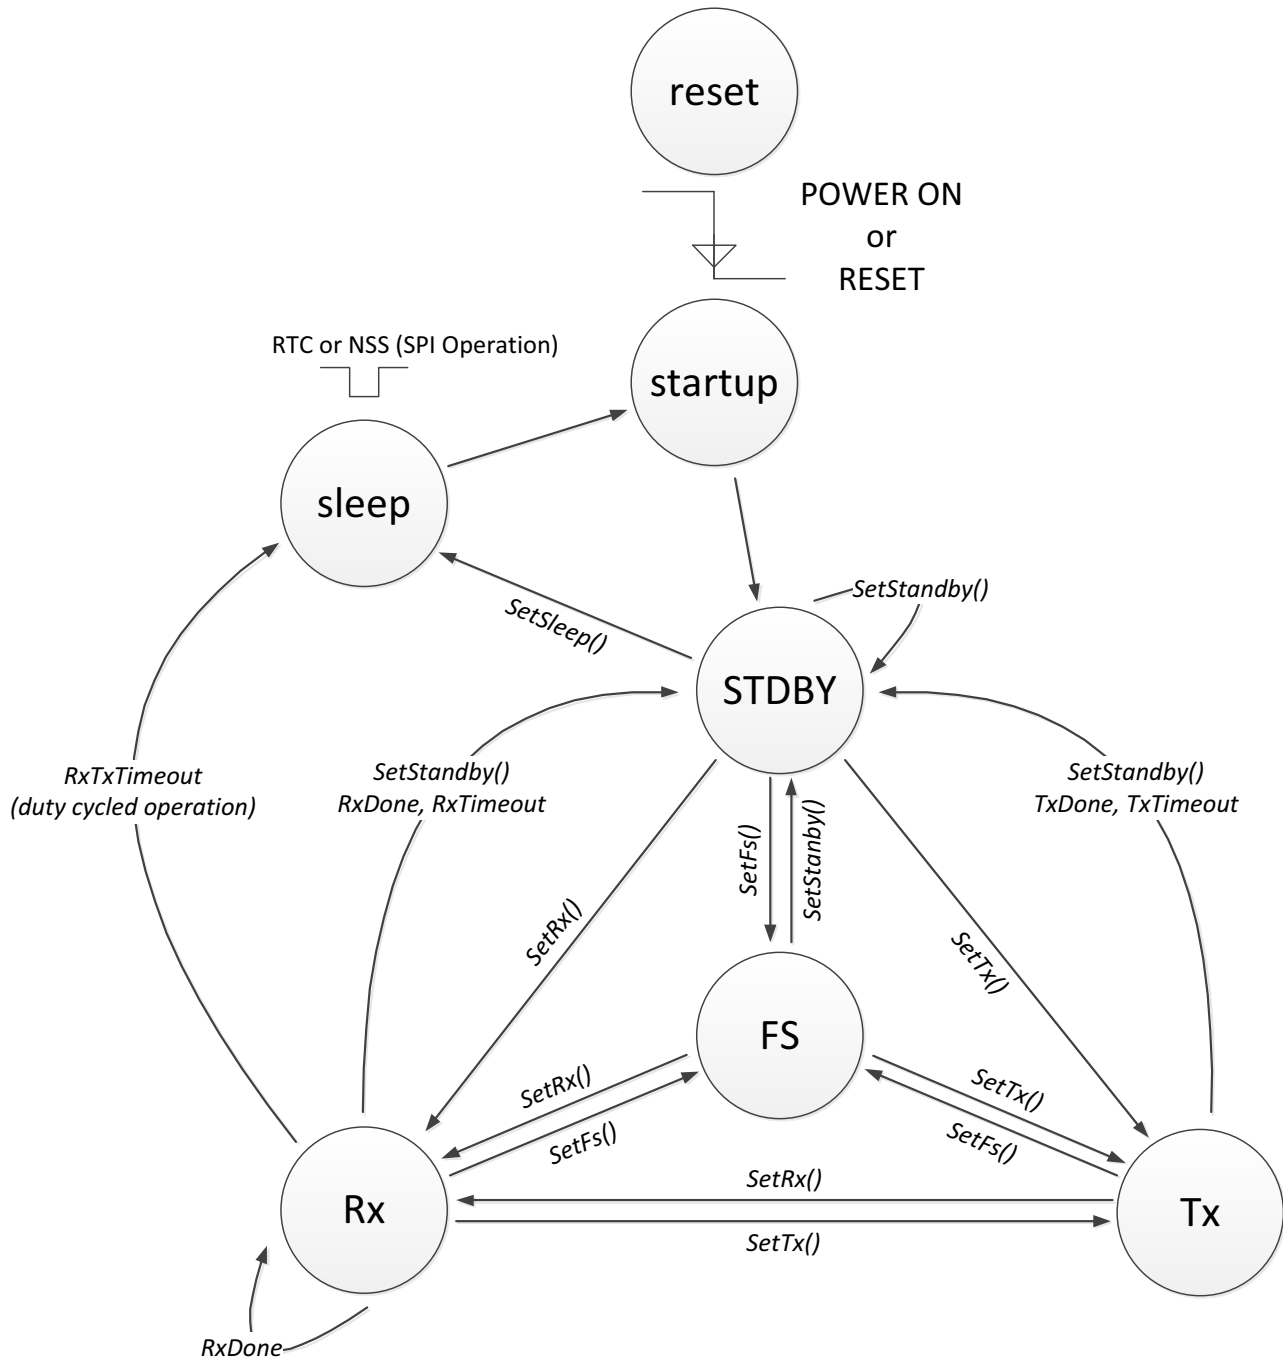 reset
POWER ON
or
RESET
RTC or NSS (SPI Operation)
startup
sleep
SetStandby()
SetSleep()
STDBY
RxTxTimeout
(duty cycled operation)
SetStandby()
RxDone, RxTimeout
SetStandby()
TxDone, TxTimeout
SetFs()
SetStanby()
SetRx()
SetTx()
FS
SetRx()
SetFs()
SetTx()
SetFs()
SetRx()
Rx
Tx
SetTx()
RxDone